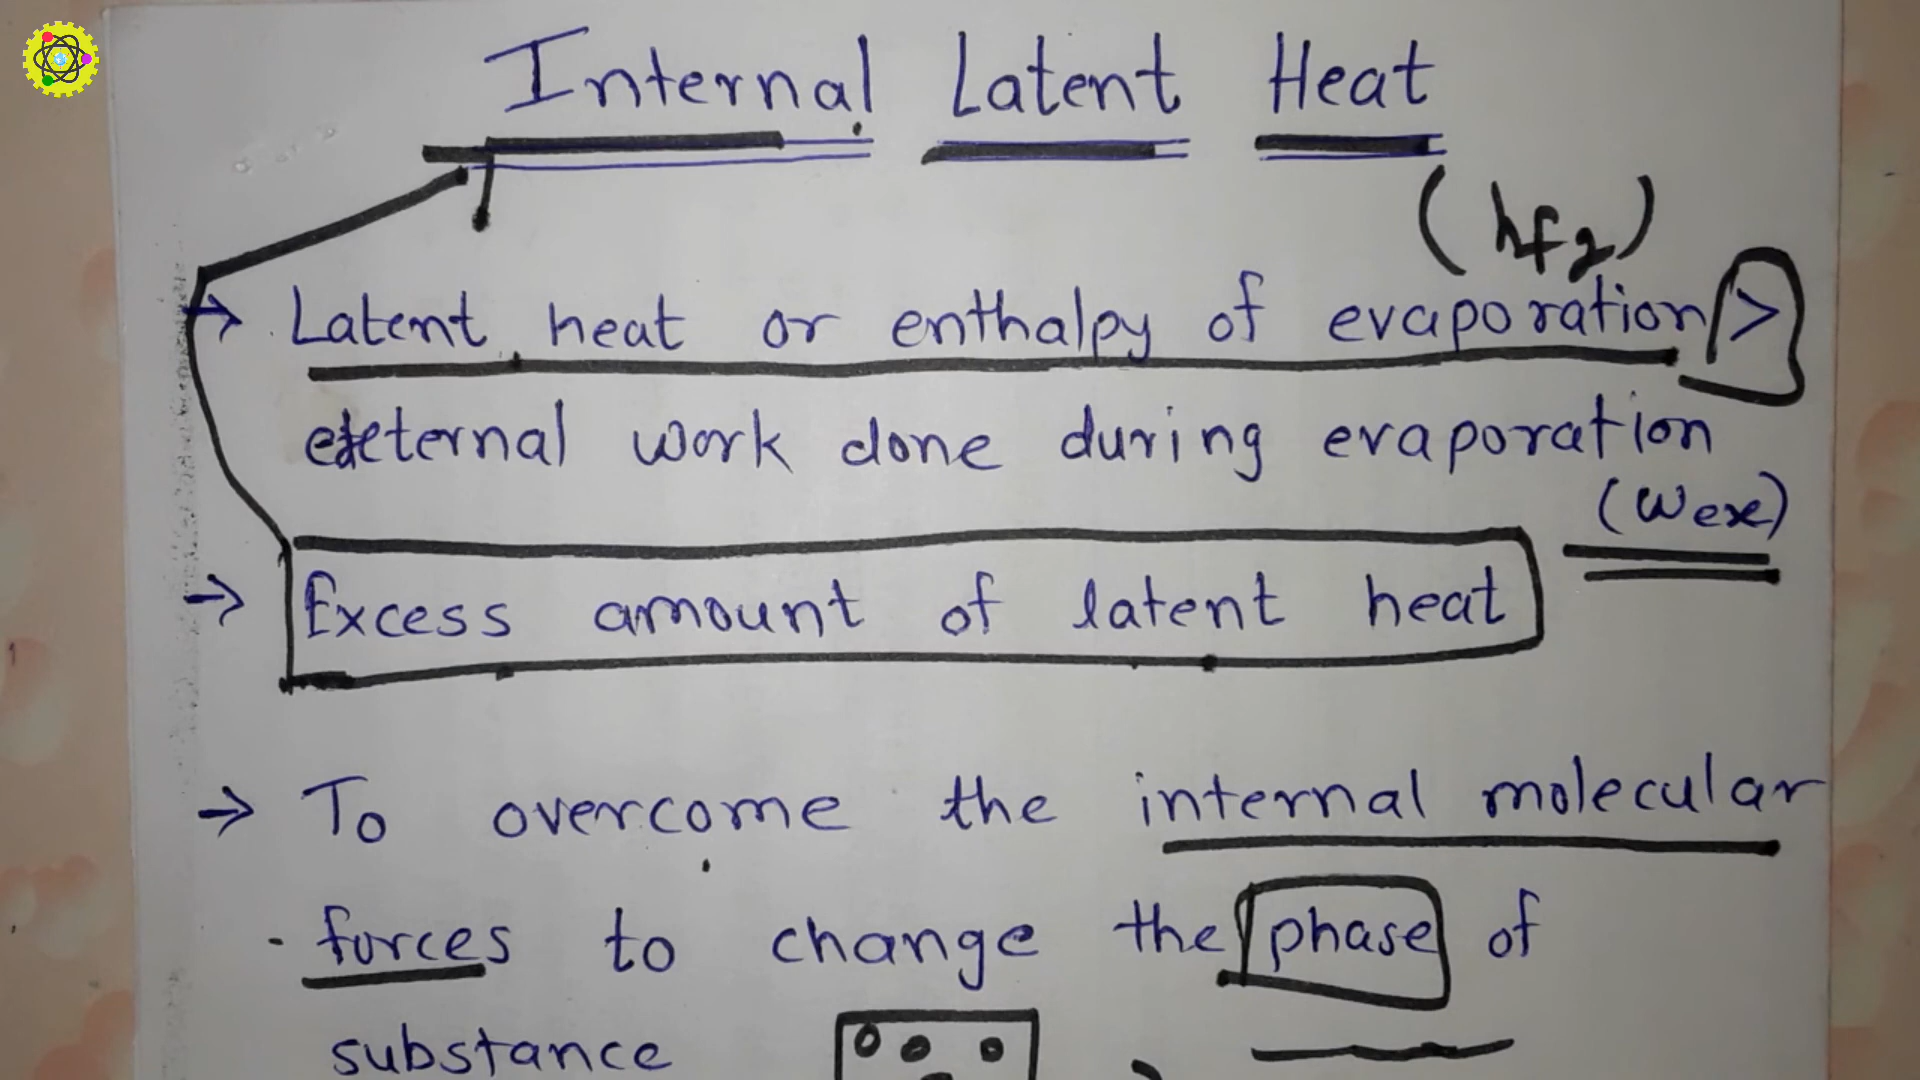 Internal Latent Heat
(hfg)
→ Latent heat or enthalpy of evaporation >
external work done during evaporation
(Wex)
→ Excess amount of latent heat
→ To overcome the internal molecular
forces to change the phase of
substance